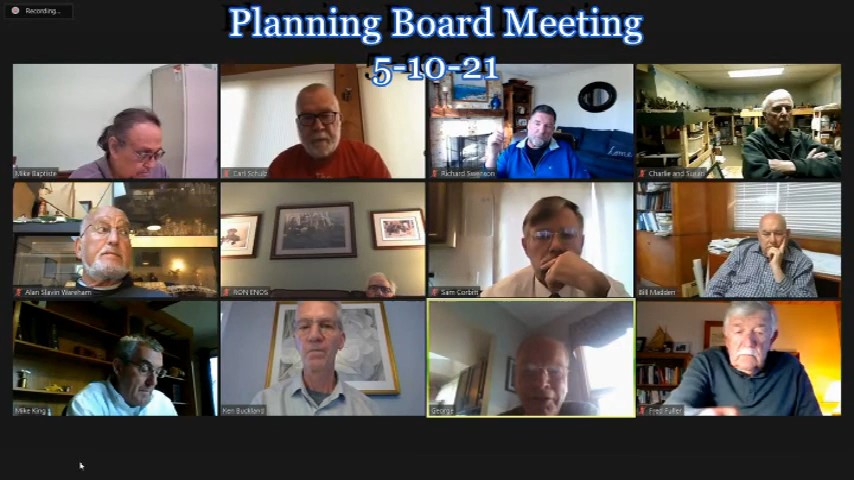 Recording...
Planning Board Meeting
5-10-21
Mike Baptiste
Carl Schulz
Richard Swenson
Charlie and Susan
Alan Slavin Wareham
RON ENOS
Sam Corbitt
Bill Madden
Mike King
Ken Buckland
George
Fred Fuller